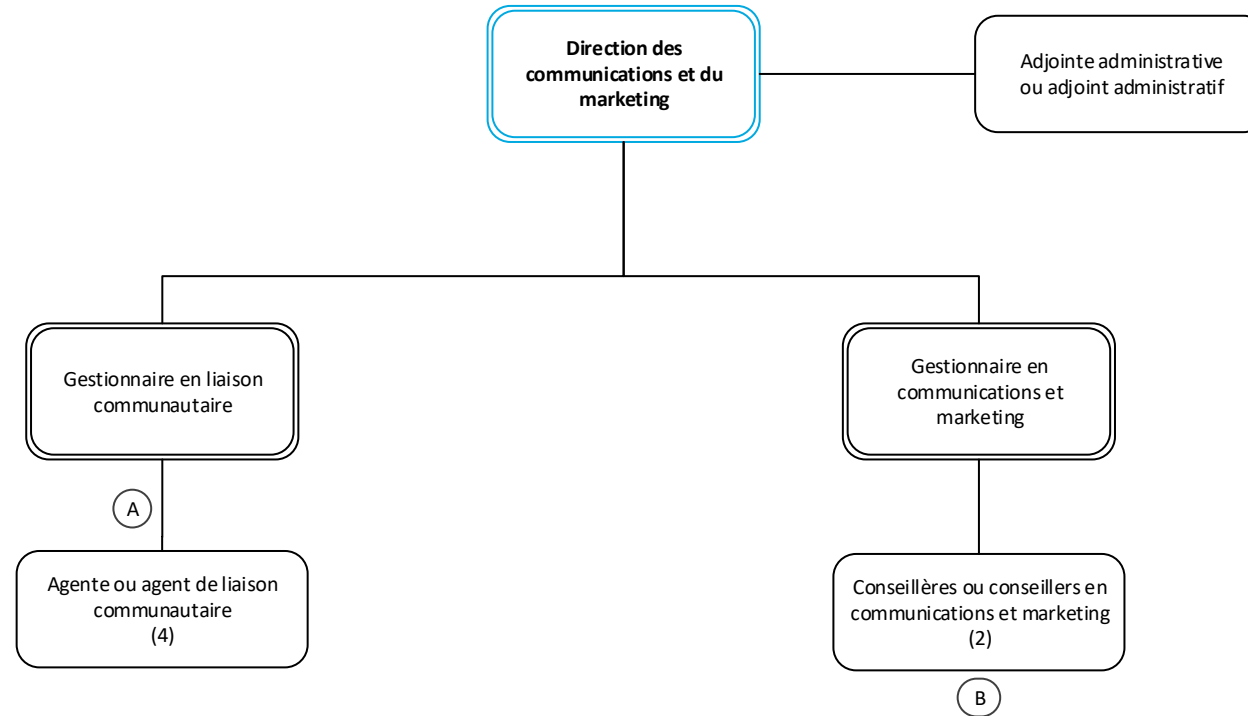 Direction des
communications et du
marketing
Adjointe administrative
ou adjoint administratif
Gestionnaire en liaison
communautaire
Gestionnaire en
communications et
marketing
A
Agente ou agent de liaison
communautaire
(4)
Conseillères ou conseillers en
communications et marketing
(2)
B